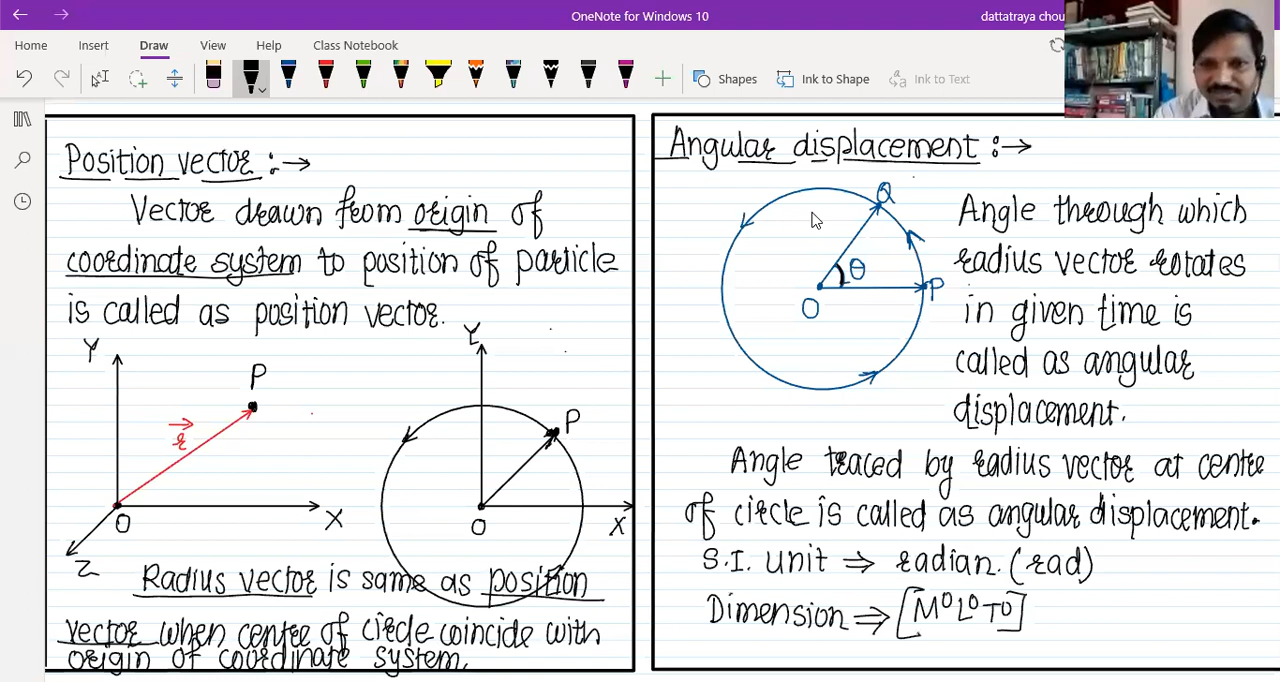 OneNote for Windows 10
dattatraya chou
Home Insert Draw View Help Class Notebook
Shapes Ink to Shape Ink to Text
Position vector :→
Vector drawn from origin of
coordinate system to position of particle
is called as position vector.
Y
P
r
O
X
Z
Y
P
O
X
Radius vector is same as position
vector when centre of circle coincide with
origin of coordinate system.
Angular displacement :→
Q
θ
P
O
Angle through which
radius vector rotates
in given time is
called as angular
displacement.
Angle traced by radius vector at centre
of circle is called as angular displacement.
S.I. unit ⇒ radian. (rad)
Dimension ⇒ [M⁰L⁰T⁰]